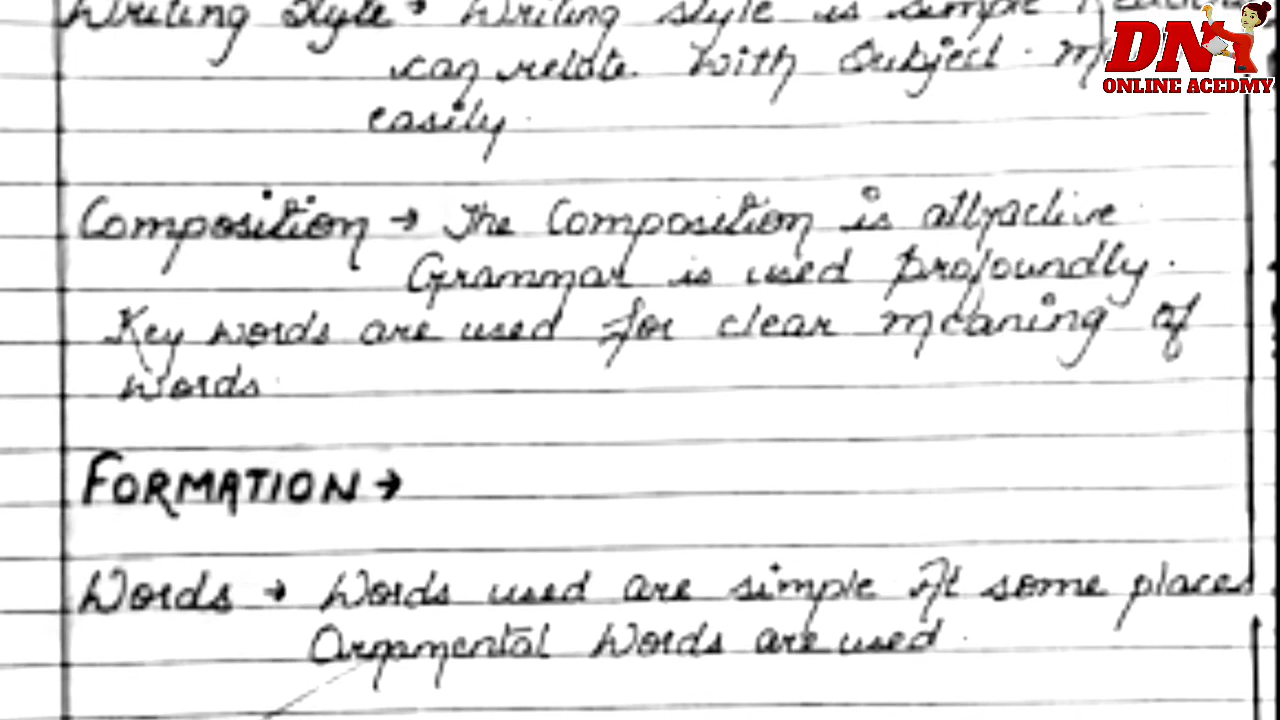 Writing Style → Writing style is simple
can relate. With Subject
easily.
Composition → The Composition is attractive
Grammar is used profoundly.
Key words are used for clear meaning of
words.
FORMATION →
Words → Words used are simple At some places
Ornamental words are used.
DN
ONLINE ACEDMY